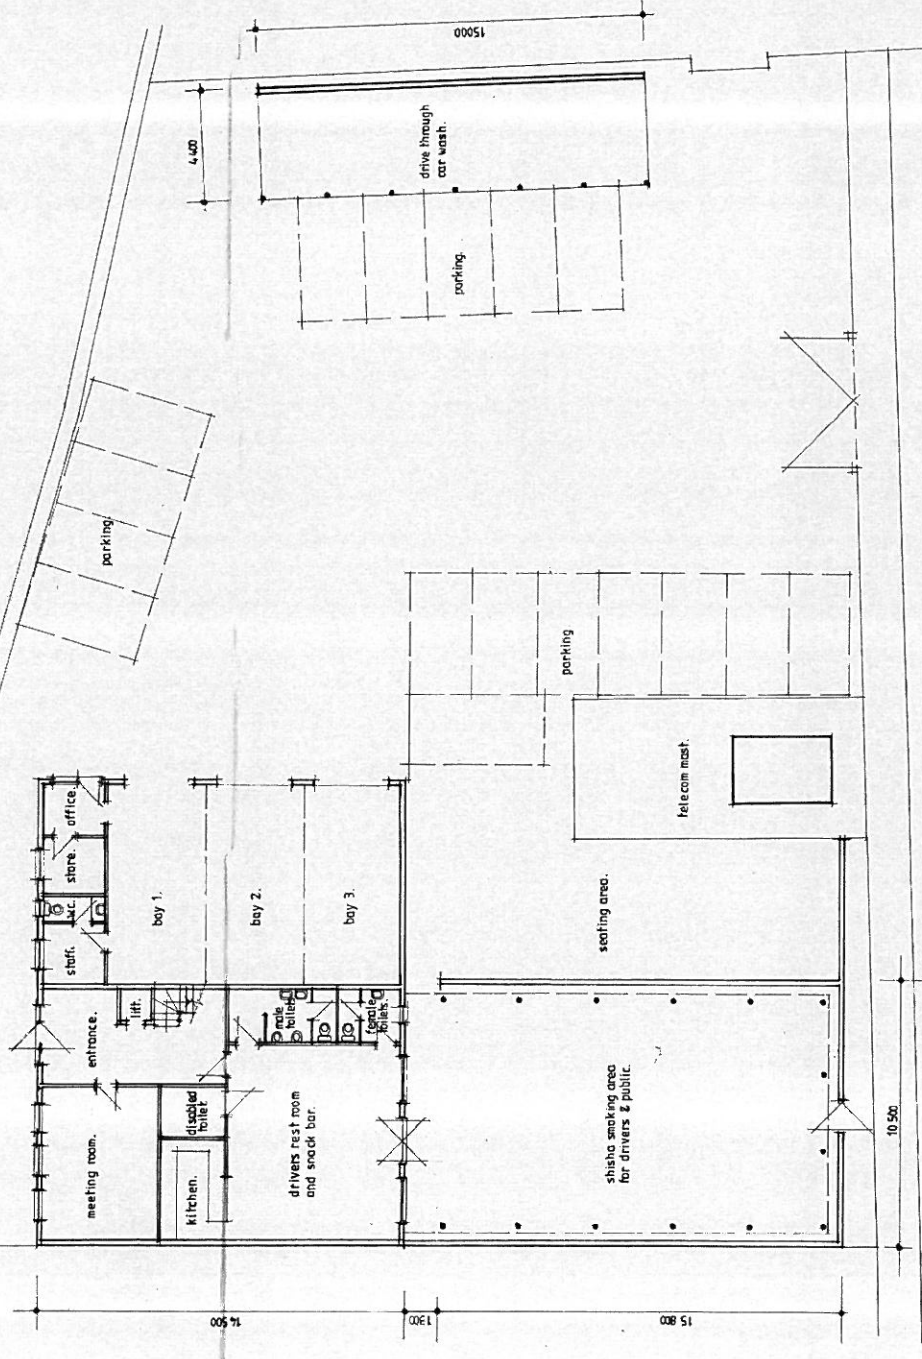 15000
4 400
drive through
car wash.
parking.
parking.
parking
telecom mast.
office.
store.
w.c.
staff.
bay 1.
bay 2.
bay 3.
seating area.
entrance.
lift.
male
toilets.
female
toilets.
meeting room.
kitchen.
disabled
toilet.
drivers rest room
and snack bar.
shisha smoking area
for drivers & public.
10 500
14 500
1300
15 800